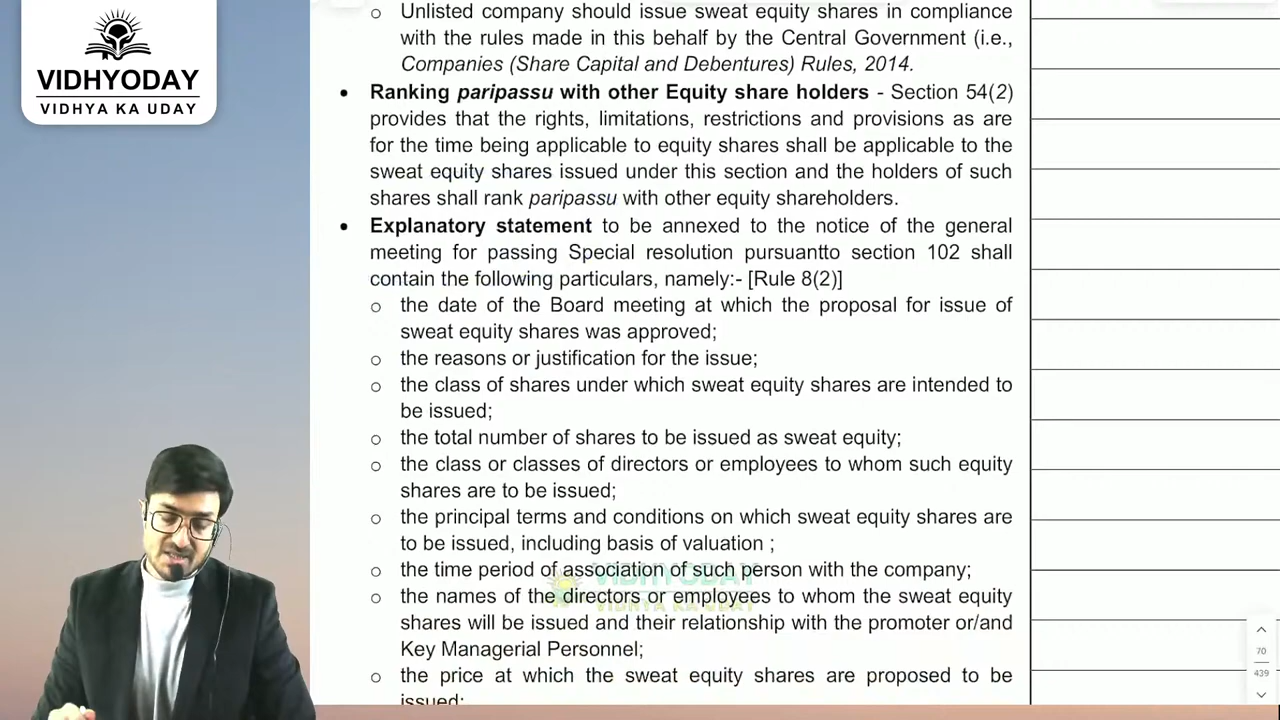 VIDHYODAY
VIDHYA KA UDAY
o Unlisted company should issue sweat equity shares in compliance
with the rules made in this behalf by the Central Government (i.e.,
Companies (Share Capital and Debentures) Rules, 2014.
• Ranking paripassu with other Equity share holders - Section 54(2)
provides that the rights, limitations, restrictions and provisions as are
for the time being applicable to equity shares shall be applicable to the
sweat equity shares issued under this section and the holders of such
shares shall rank paripassu with other equity shareholders.
• Explanatory statement to be annexed to the notice of the general
meeting for passing Special resolution pursuantto section 102 shall
contain the following particulars, namely:- [Rule 8(2)]
o the date of the Board meeting at which the proposal for issue of
sweat equity shares was approved;
o the reasons or justification for the issue;
o the class of shares under which sweat equity shares are intended to
be issued;
o the total number of shares to be issued as sweat equity;
o the class or classes of directors or employees to whom such equity
shares are to be issued;
o the principal terms and conditions on which sweat equity shares are
to be issued, including basis of valuation ;
o the time period of association of such person with the company;
VIDHYODAY
VIDHYA KA UDAY
o the names of the directors or employees to whom the sweat equity
shares will be issued and their relationship with the promoter or/and
Key Managerial Personnel;
o the price at which the sweat equity shares are proposed to be
issued;
70
439